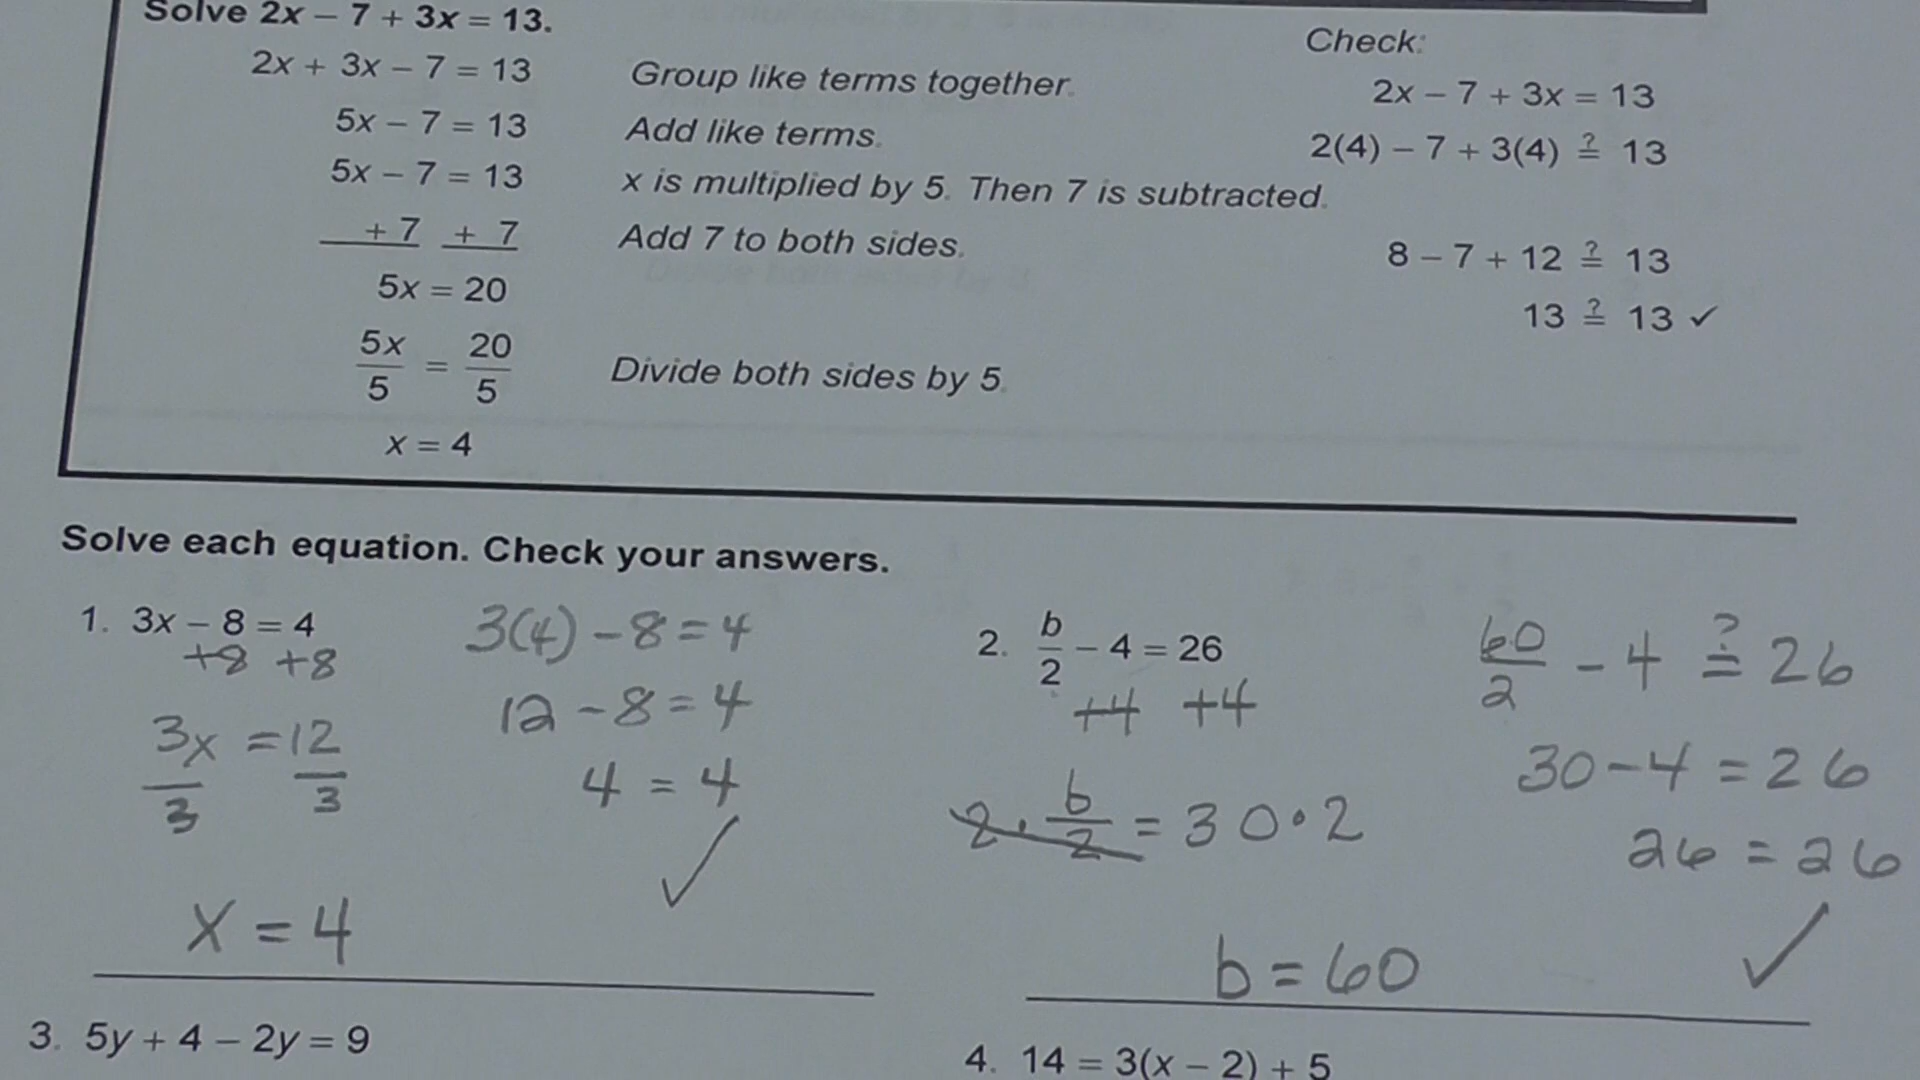 Solve 2x – 7 + 3x = 13.
2x + 3x – 7 = 13
Group like terms together.
5x – 7 = 13
Add like terms.
5x – 7 = 13
x is multiplied by 5. Then 7 is subtracted.
+ 7 + 7
Add 7 to both sides.
5x = 20
5x/5 = 20/5
Divide both sides by 5.
x = 4
Check:
2x – 7 + 3x = 13
2(4) – 7 + 3(4) ≟ 13
8 – 7 + 12 ≟ 13
13 ≟ 13 ✓
Solve each equation. Check your answers.
1. 3x – 8 = 4
+8 +8
3x/3 = 12/3
x = 4
3(4) – 8 = 4
12 – 8 = 4
4 = 4
✓
2. b/2 – 4 = 26
+4 +4
2 · b/2 = 30 · 2
b = 60
60/2 – 4 ≟ 26
30 – 4 = 26
26 = 26
✓
3. 5y + 4 – 2y = 9
4. 14 = 3(x – 2) + 5